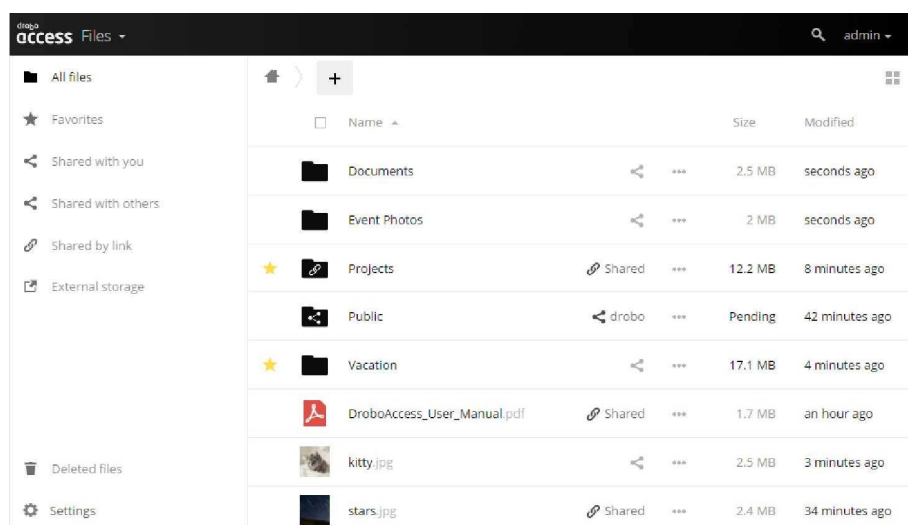 drobo
access Files
admin
All files
Favorites
Shared with you
Shared with others
Shared by link
External storage
Deleted files
Settings
+
Name Size Modified
Documents 2.5 MB seconds ago
Event Photos 2 MB seconds ago
Projects Shared 12.2 MB 8 minutes ago
Public drobo Pending 42 minutes ago
Vacation 17.1 MB 4 minutes ago
DroboAccess_User_Manual.pdf Shared 1.7 MB an hour ago
kitty.jpg 2.5 MB 3 minutes ago
stars.jpg Shared 2.4 MB 34 minutes ago